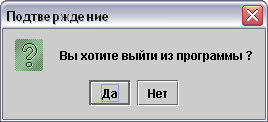 Подтверждение
Вы хотите выйти из программы ?
Да
Нет